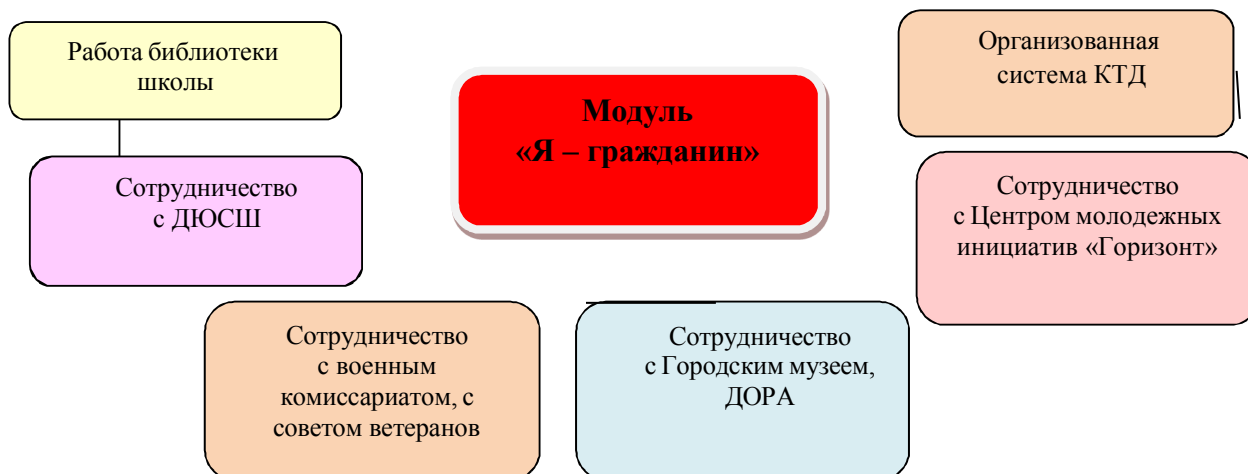 Работа библиотеки
школы
Модуль
«Я – гражданин»
Организованная
система КТД
Сотрудничество
с ДЮСШ
Сотрудничество
с Центром молодежных
инициатив «Горизонт»
Сотрудничество
с военным
комиссариатом, с
советом ветеранов
Сотрудничество
с Городским музеем,
ДОРА